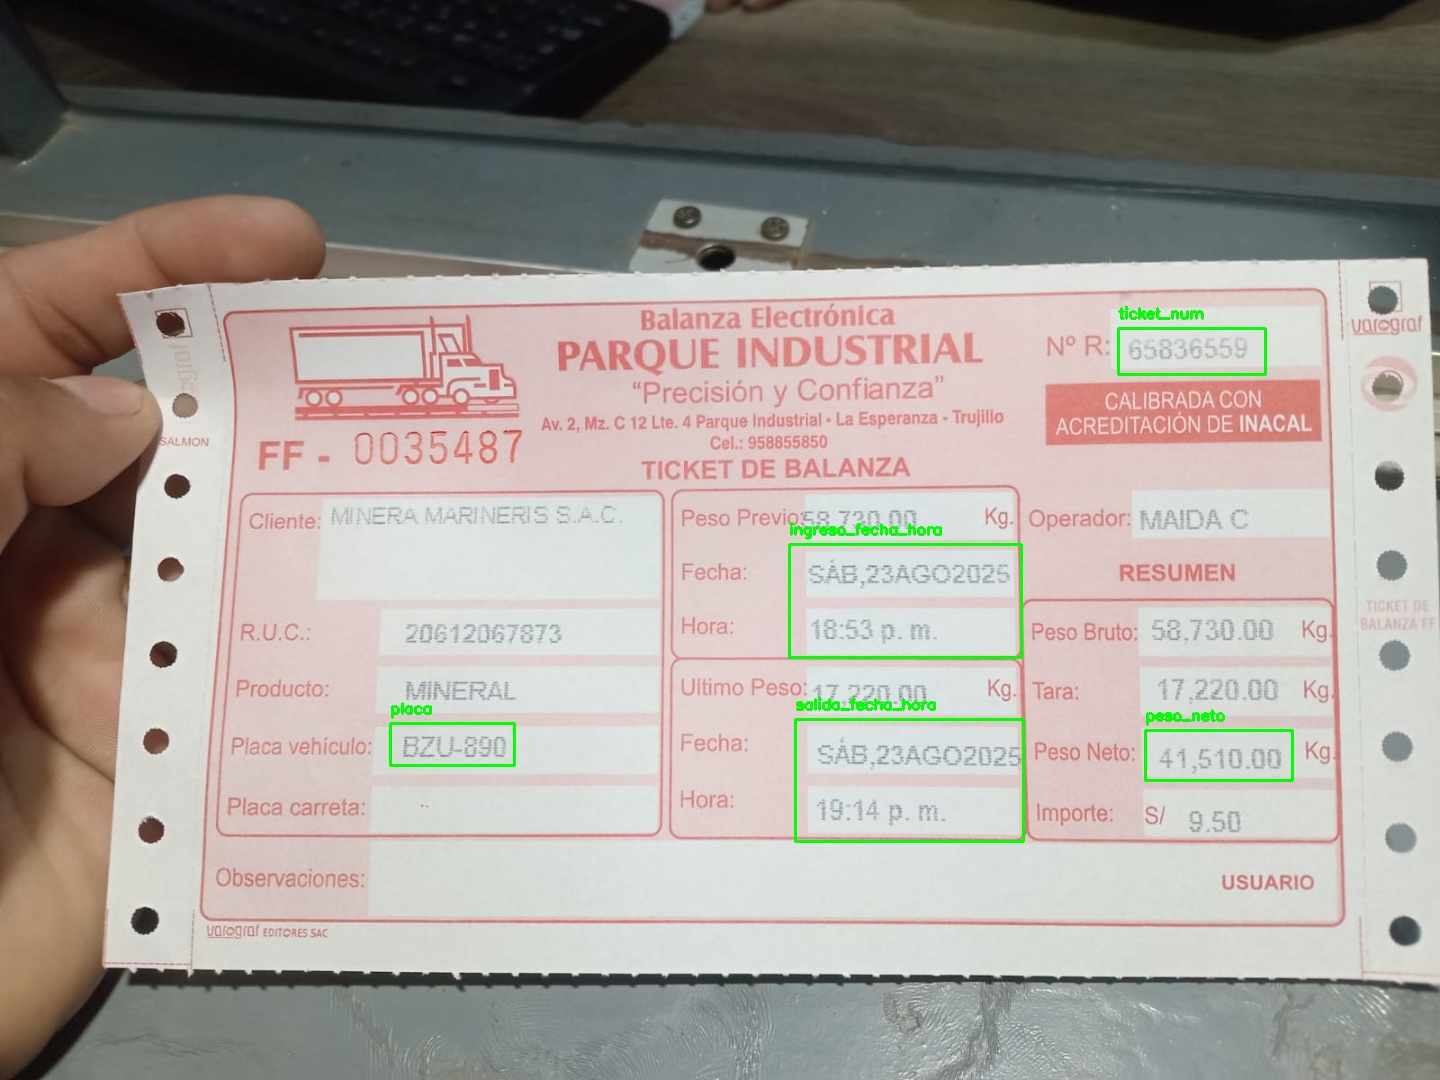 Balanza Electrónica
PARQUE INDUSTRIAL
"Precisión y Confianza"
Av. 2, Mz. C 12 Lte. 4 Parque Industrial - La Esperanza - Trujillo
Cel.: 958855850
TICKET DE BALANZA
FF - 0035487
ticket_num
Nº R: 65836559
CALIBRADA CON
ACREDITACIÓN DE INACAL
varograf
varograf
SALMON
Cliente: MINERA MARINERIS S.A.C.
R.U.C.: 20612067873
Producto: MINERAL
placa
Placa vehículo: BZU-890
Placa carreta: ..
Peso Previo: 58,730.00 Kg.
ingreso_fecha_hora
Fecha: SÁB,23AGO2025
Hora: 18:53 p. m.
Ultimo Peso: 17,220.00 Kg.
salida_fecha_hora
Fecha: SÁB,23AGO2025
Hora: 19:14 p. m.
Operador: MAIDA C
RESUMEN
Peso Bruto: 58,730.00 Kg.
Tara: 17,220.00 Kg.
peso_neto
Peso Neto: 41,510.00 Kg.
Importe: S/ 9.50
Observaciones:
USUARIO
varograf EDITORES SAC
TICKET DE
BALANZA FF